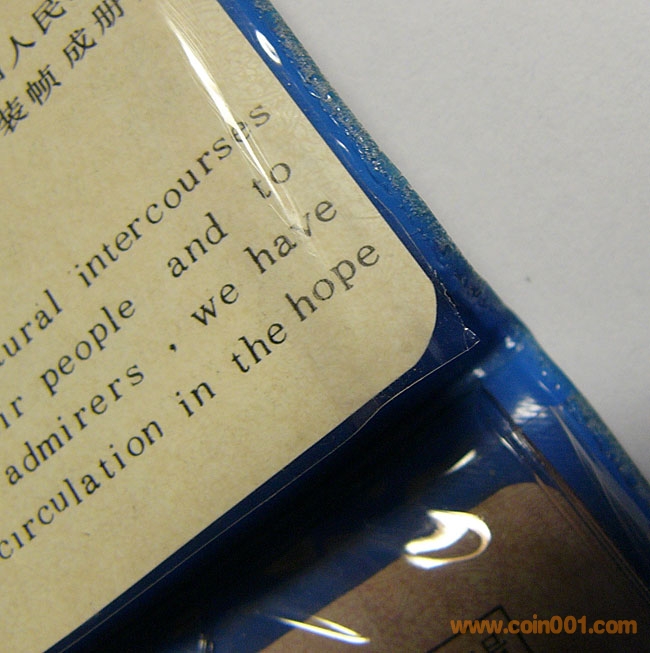 人民
装帧成册
intercourses
people and to
admirers , we have
circulation in the hope
www.coin001.com